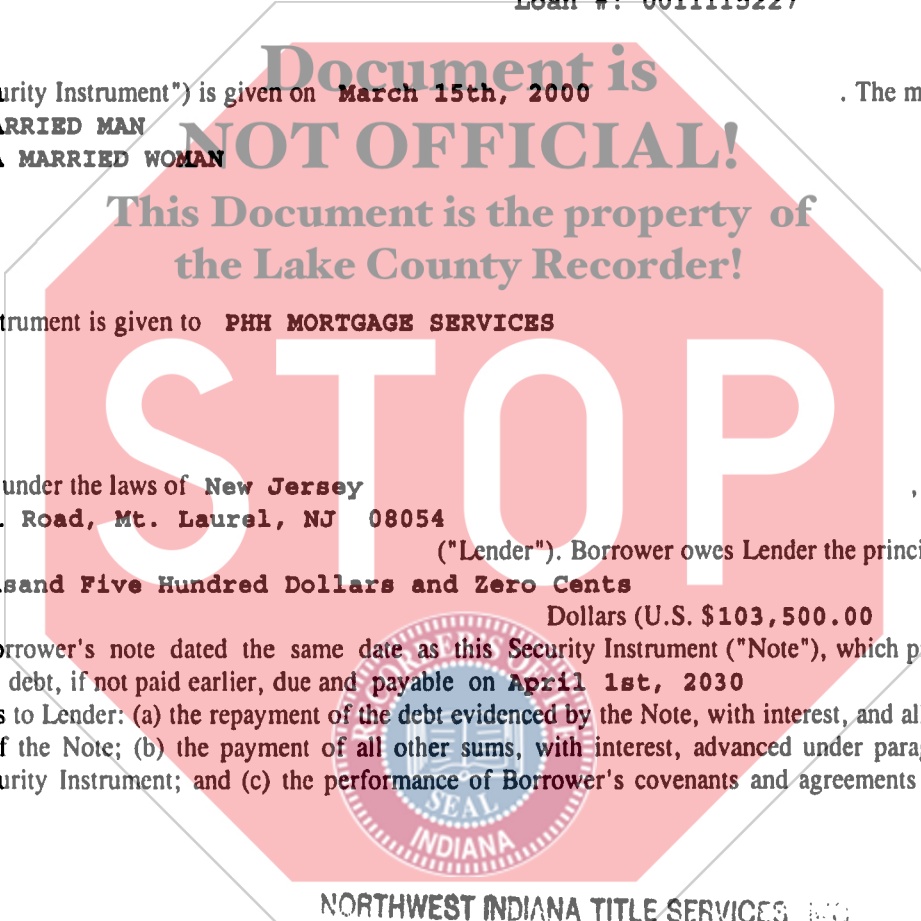 Loan #: 0011115227
Document is
urity Instrument") is given on March 15th, 2000 . The m
ARRIED MAN
NOT OFFICIAL!
A MARRIED WOMAN
This Document is the property of
the Lake County Recorder!
trument is given to PHH MORTGAGE SERVICES
STOP
under the laws of New Jersey ,
. Road, Mt. Laurel, NJ 08054
("Lender"). Borrower owes Lender the princi
sand Five Hundred Dollars and Zero Cents
Dollars (U.S. $103,500.00
orrower's note dated the same date as this Security Instrument ("Note"), which p
debt, if not paid earlier, due and payable on April 1st, 2030
s to Lender: (a) the repayment of the debt evidenced by the Note, with interest, and al
f the Note; (b) the payment of all other sums, with interest, advanced under para
urity Instrument; and (c) the performance of Borrower's covenants and agreements
RECORDER'S OFFICE
SEAL
INDIANA
NORTHWEST INDIANA TITLE SERVICES